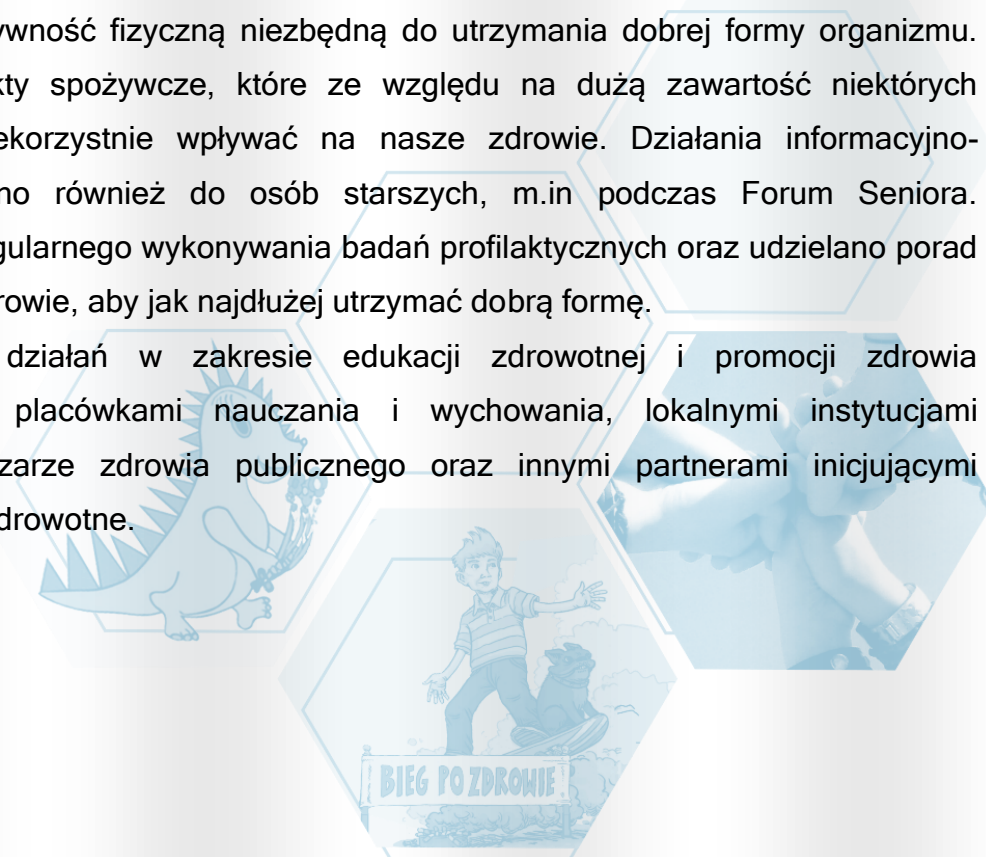 ywność fizyczną niezbędną do utrzymania dobrej formy organizmu.
kty spożywcze, które ze względu na dużą zawartość niektórych
ekorzystnie wpływać na nasze zdrowie. Działania informacyjno-
no również do osób starszych, m.in podczas Forum Seniora.
gularnego wykonywania badań profilaktycznych oraz udzielano porad
rowie, aby jak najdłużej utrzymać dobrą formę.
działań w zakresie edukacji zdrowotnej i promocji zdrowia
placówkami nauczania i wychowania, lokalnymi instytucjami
zarze zdrowia publicznego oraz innymi partnerami inicjującymi
drowotne.
BIEG PO ZDROWIE